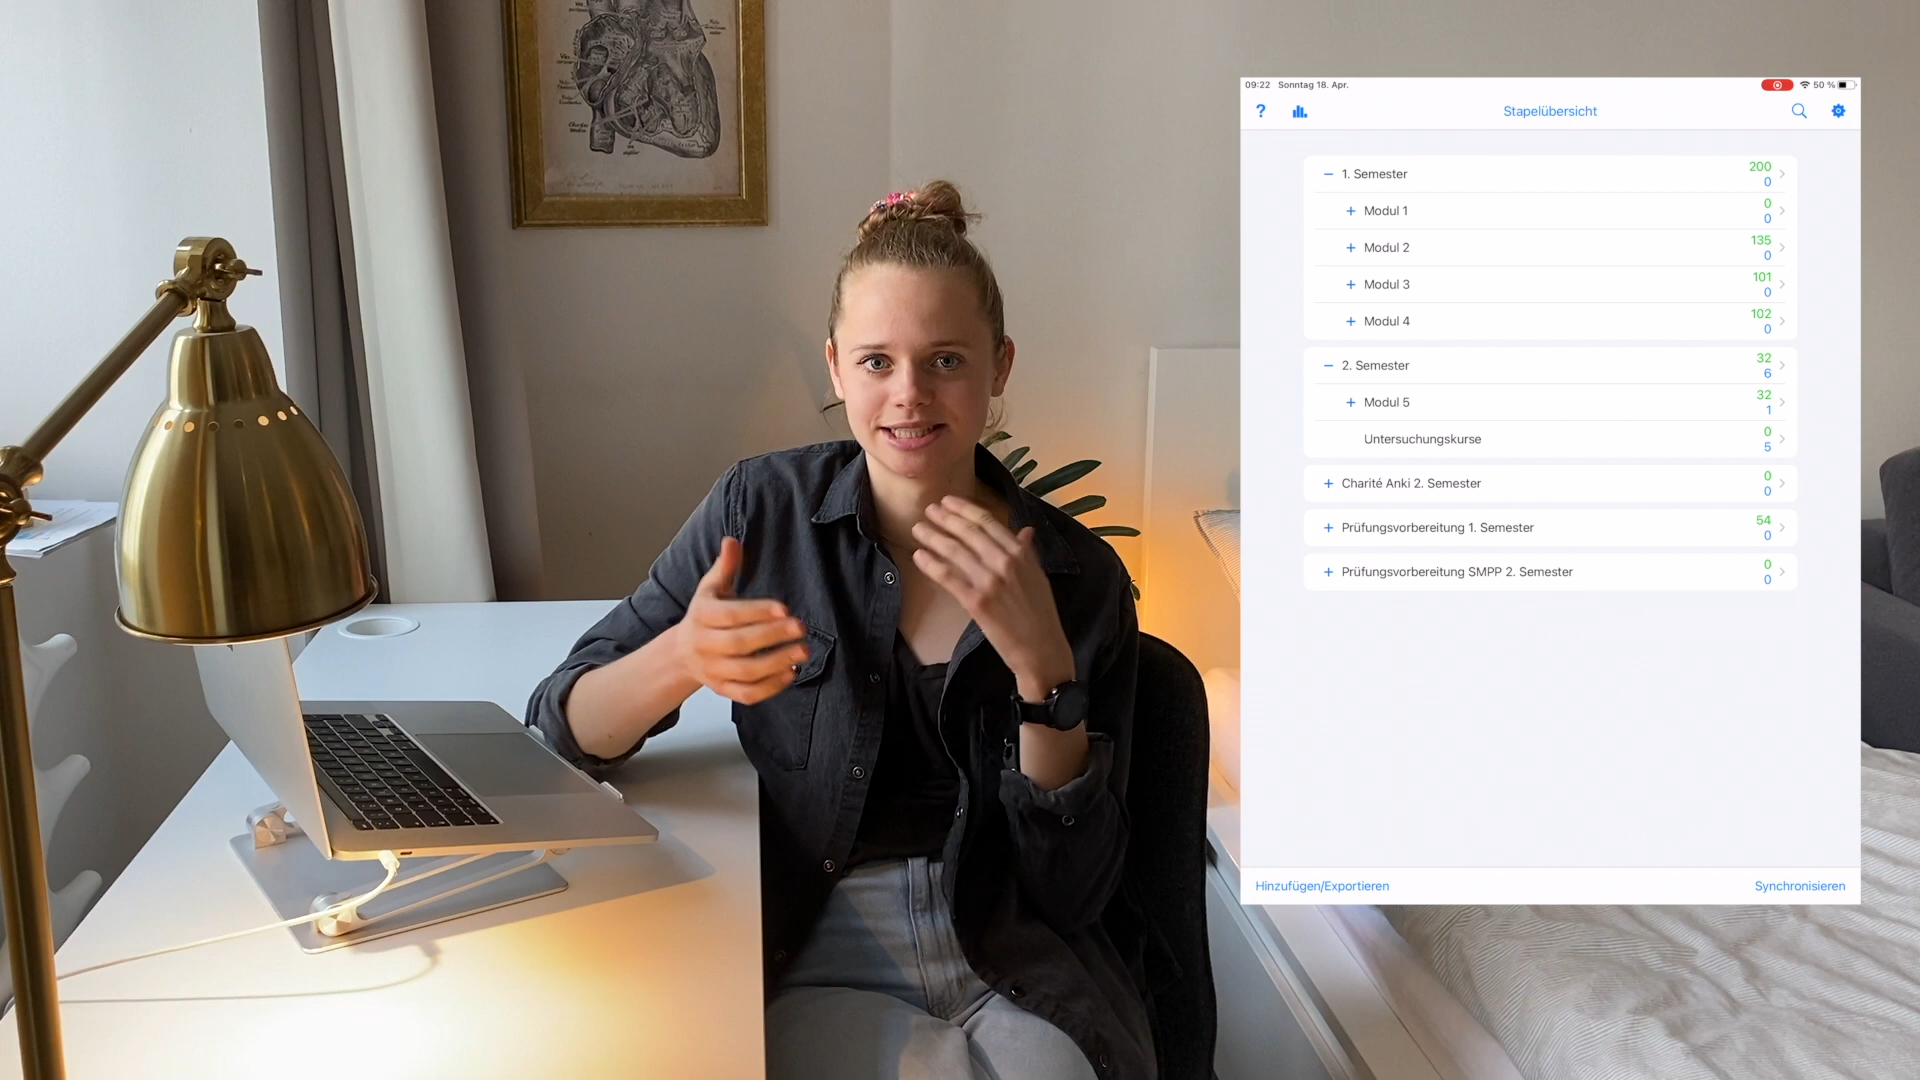 09:22 Sonntag 18. Apr.
50 %
?
Stapelübersicht
1. Semester
200
0
Modul 1
0
0
Modul 2
135
0
Modul 3
101
0
Modul 4
102
0
2. Semester
32
6
Modul 5
32
1
Untersuchungskurse
0
5
Charité Anki 2. Semester
0
0
Prüfungsvorbereitung 1. Semester
54
0
Prüfungsvorbereitung SMPP 2. Semester
0
0
Hinzufügen/Exportieren
Synchronisieren